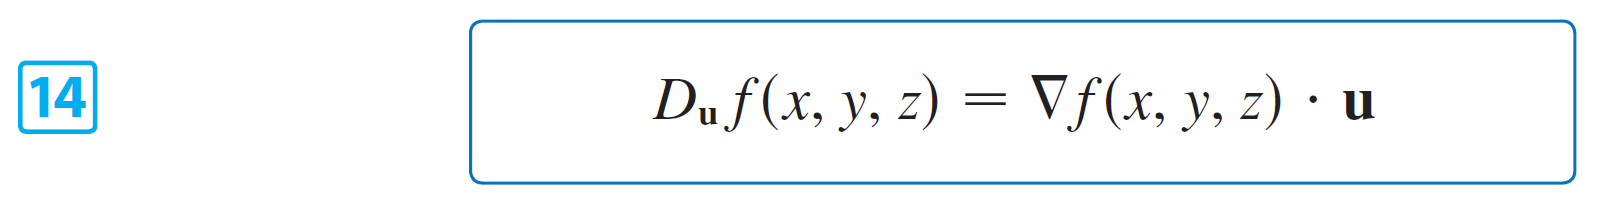 14 D_u f(x, y, z) = ∇f(x, y, z) · u